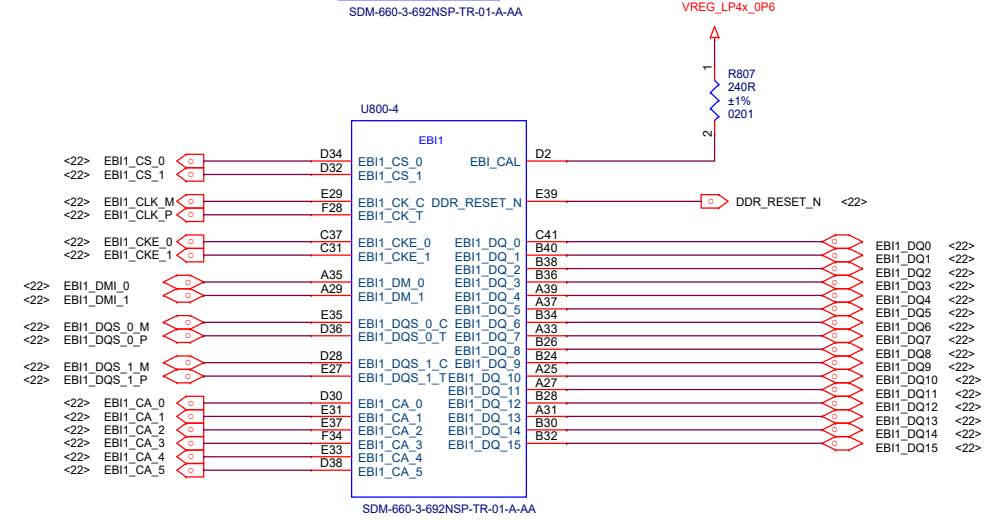 SDM-660-3-692NSP-TR-01-A-AA
VREG_LP4x_0P6
1
R807
240R
±1%
0201
2
U800-4
EBI1
<22> EBI1_CS_0 D34 EBI1_CS_0 EBI_CAL D2
<22> EBI1_CS_1 D32 EBI1_CS_1
<22> EBI1_CLK_M E29 EBI1_CK_C DDR_RESET_N E39 DDR_RESET_N <22>
<22> EBI1_CLK_P F28 EBI1_CK_T
<22> EBI1_CKE_0 C37 EBI1_CKE_0 EBI1_DQ_0 C41 EBI1_DQ0 <22>
<22> EBI1_CKE_1 C31 EBI1_CKE_1 EBI1_DQ_1 B40 EBI1_DQ1 <22>
EBI1_DQ_2 B38 EBI1_DQ2 <22>
<22> EBI1_DMI_0 A35 EBI1_DM_0 EBI1_DQ_3 B36 EBI1_DQ3 <22>
<22> EBI1_DMI_1 A29 EBI1_DM_1 EBI1_DQ_4 A39 EBI1_DQ4 <22>
EBI1_DQ_5 A37 EBI1_DQ5 <22>
<22> EBI1_DQS_0_M E35 EBI1_DQS_0_C EBI1_DQ_6 B34 EBI1_DQ6 <22>
<22> EBI1_DQS_0_P D36 EBI1_DQS_0_T EBI1_DQ_7 A33 EBI1_DQ7 <22>
EBI1_DQ_8 B26 EBI1_DQ8 <22>
<22> EBI1_DQS_1_M D28 EBI1_DQS_1_C EBI1_DQ_9 B24 EBI1_DQ9 <22>
<22> EBI1_DQS_1_P E27 EBI1_DQS_1_T EBI1_DQ_10 A25 EBI1_DQ10 <22>
EBI1_DQ_11 A27 EBI1_DQ11 <22>
<22> EBI1_CA_0 D30 EBI1_CA_0 EBI1_DQ_12 B28 EBI1_DQ12 <22>
<22> EBI1_CA_1 E31 EBI1_CA_1 EBI1_DQ_13 A31 EBI1_DQ13 <22>
<22> EBI1_CA_2 E37 EBI1_CA_2 EBI1_DQ_14 B30 EBI1_DQ14 <22>
<22> EBI1_CA_3 F34 EBI1_CA_3 EBI1_DQ_15 B32 EBI1_DQ15 <22>
<22> EBI1_CA_4 E33 EBI1_CA_4
<22> EBI1_CA_5 D38 EBI1_CA_5
SDM-660-3-692NSP-TR-01-A-AA